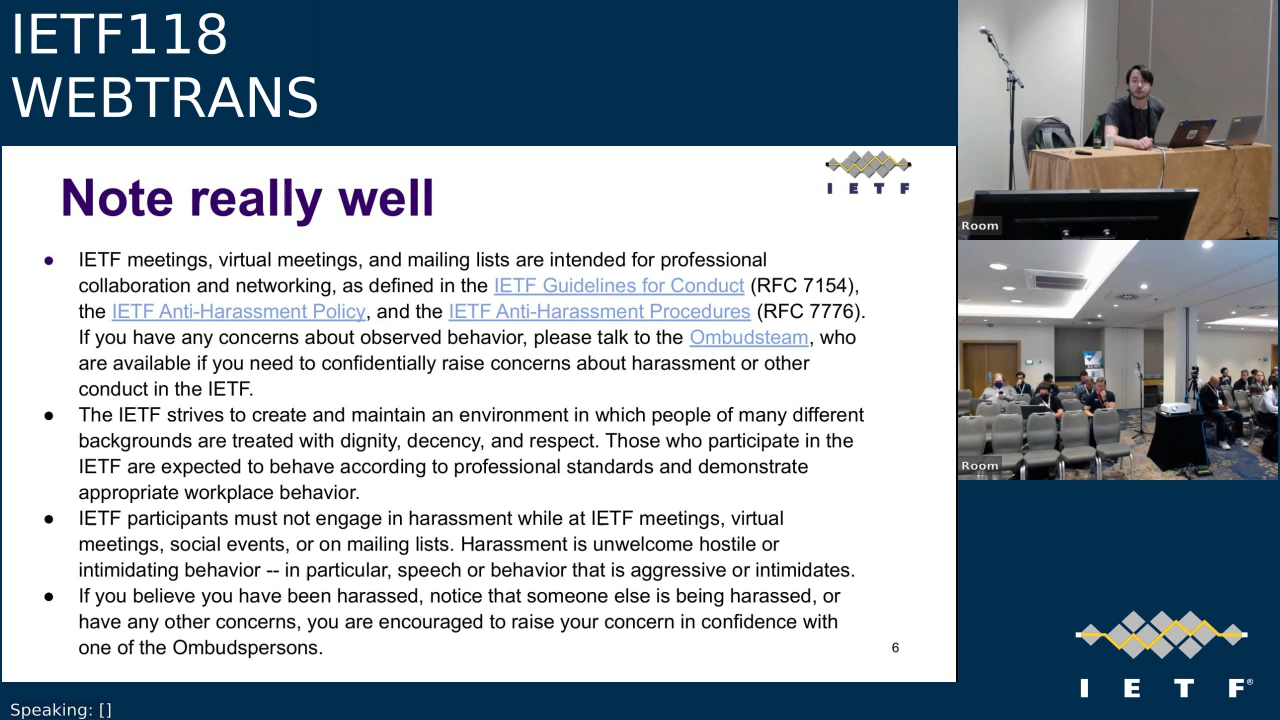 IETF118
WEBTRANS
I E T F
Note really well
● IETF meetings, virtual meetings, and mailing lists are intended for professional
collaboration and networking, as defined in the IETF Guidelines for Conduct (RFC 7154),
the IETF Anti-Harassment Policy, and the IETF Anti-Harassment Procedures (RFC 7776).
If you have any concerns about observed behavior, please talk to the Ombudsteam, who
are available if you need to confidentially raise concerns about harassment or other
conduct in the IETF.
● The IETF strives to create and maintain an environment in which people of many different
backgrounds are treated with dignity, decency, and respect. Those who participate in the
IETF are expected to behave according to professional standards and demonstrate
appropriate workplace behavior.
● IETF participants must not engage in harassment while at IETF meetings, virtual
meetings, social events, or on mailing lists. Harassment is unwelcome hostile or
intimidating behavior -- in particular, speech or behavior that is aggressive or intimidates.
● If you believe you have been harassed, notice that someone else is being harassed, or
have any other concerns, you are encouraged to raise your concern in confidence with
one of the Ombudspersons.
6
Room
Room
I E T F®
Speaking: []